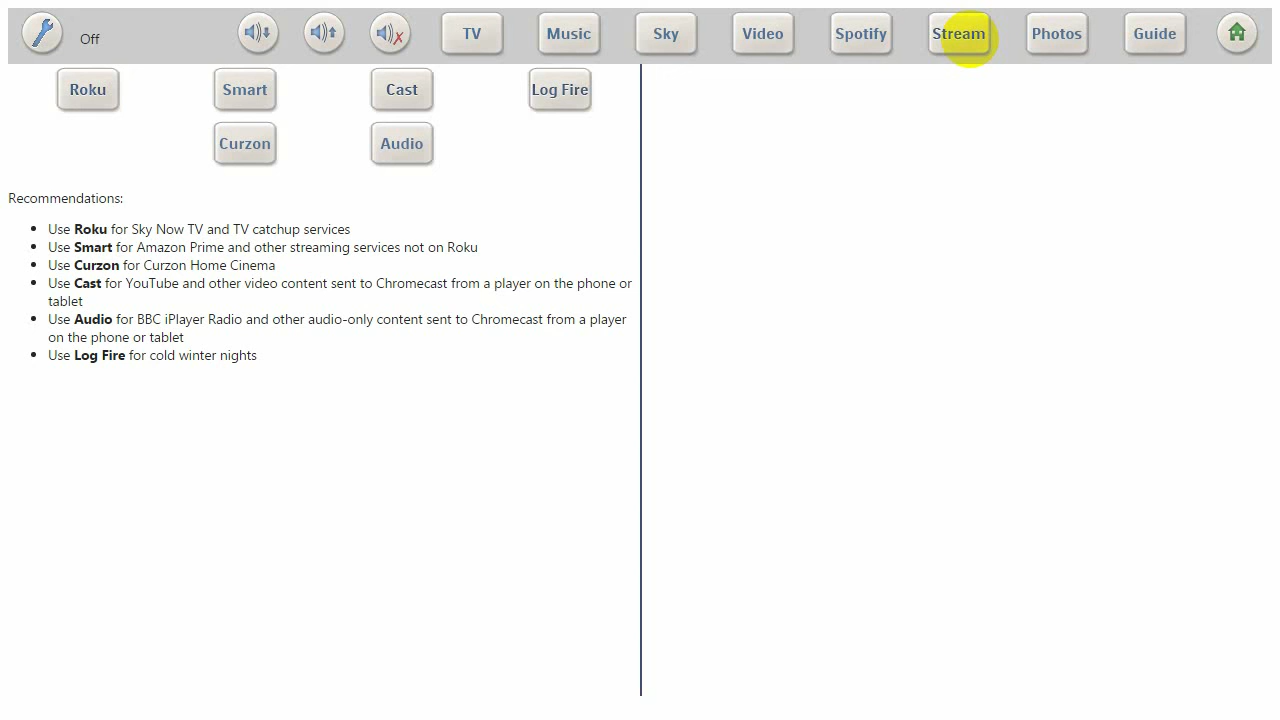 Off
TV
Music
Sky
Video
Spotify
Stream
Photos
Guide
Roku
Smart
Cast
Log Fire
Curzon
Audio
Recommendations:
Use Roku for Sky Now TV and TV catchup services
Use Smart for Amazon Prime and other streaming services not on Roku
Use Curzon for Curzon Home Cinema
Use Cast for YouTube and other video content sent to Chromecast from a player on the phone or
tablet
Use Audio for BBC iPlayer Radio and other audio-only content sent to Chromecast from a player
on the phone or tablet
Use Log Fire for cold winter nights